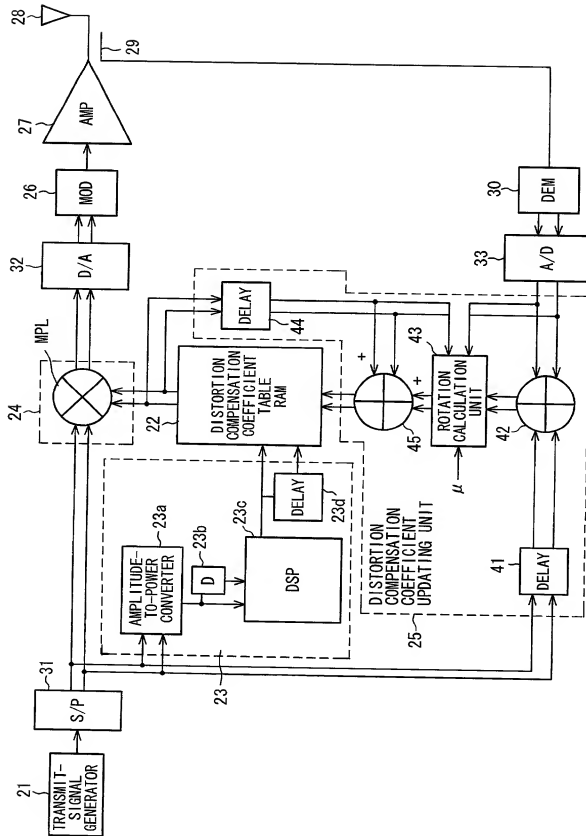 21
TRANSMIT-
SIGNAL
GENERATOR
31
S/P
24
MPL
32
D/A
26
MOD
27
AMP
28
29
23
AMPLITUDE-
TO-POWER
CONVERTER
23a
D
23b
DSP
23c
DELAY
23d
22
DISTORTION
COMPENSATION
COEFFICIENT
TABLE
RAM
DELAY
44
+
+
45
43
ROTATION
CALCULATION
UNIT
μ
42
DISTORTION
COMPENSATION
COEFFICIENT
UPDATING UNIT
25
41
DELAY
30
DEM
33
A/D